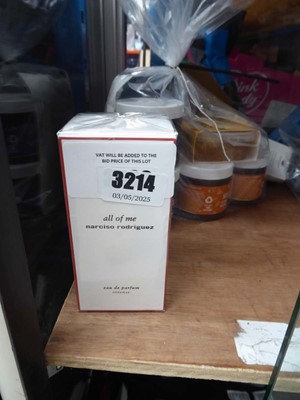 VAT WILL BE ADDED TO THE
BID PRICE OF THIS LOT
3214
03/05/2025
all of me
narciso rodriguez
eau de parfum